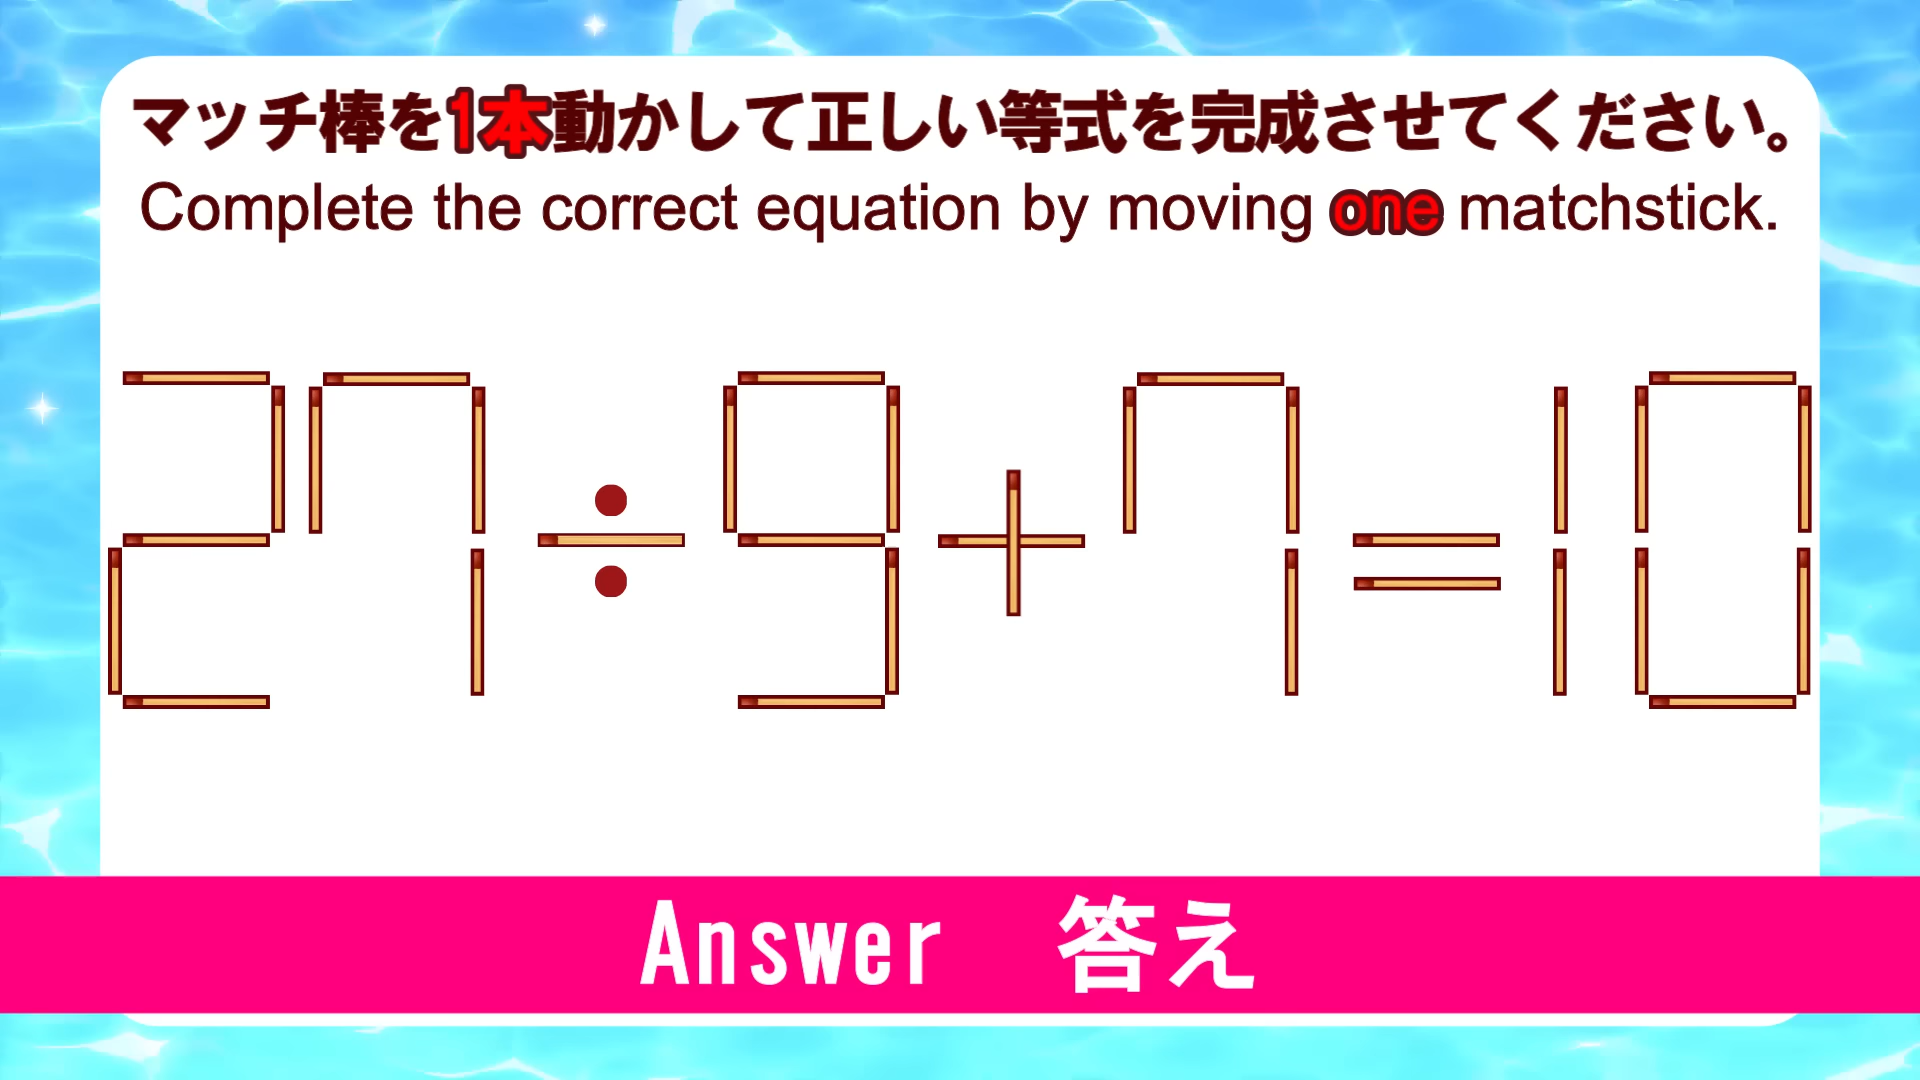 マッチ棒を1本動かして正しい等式を完成させてください。
Complete the correct equation by moving one matchstick.
27÷9+7=10
Answer 答え